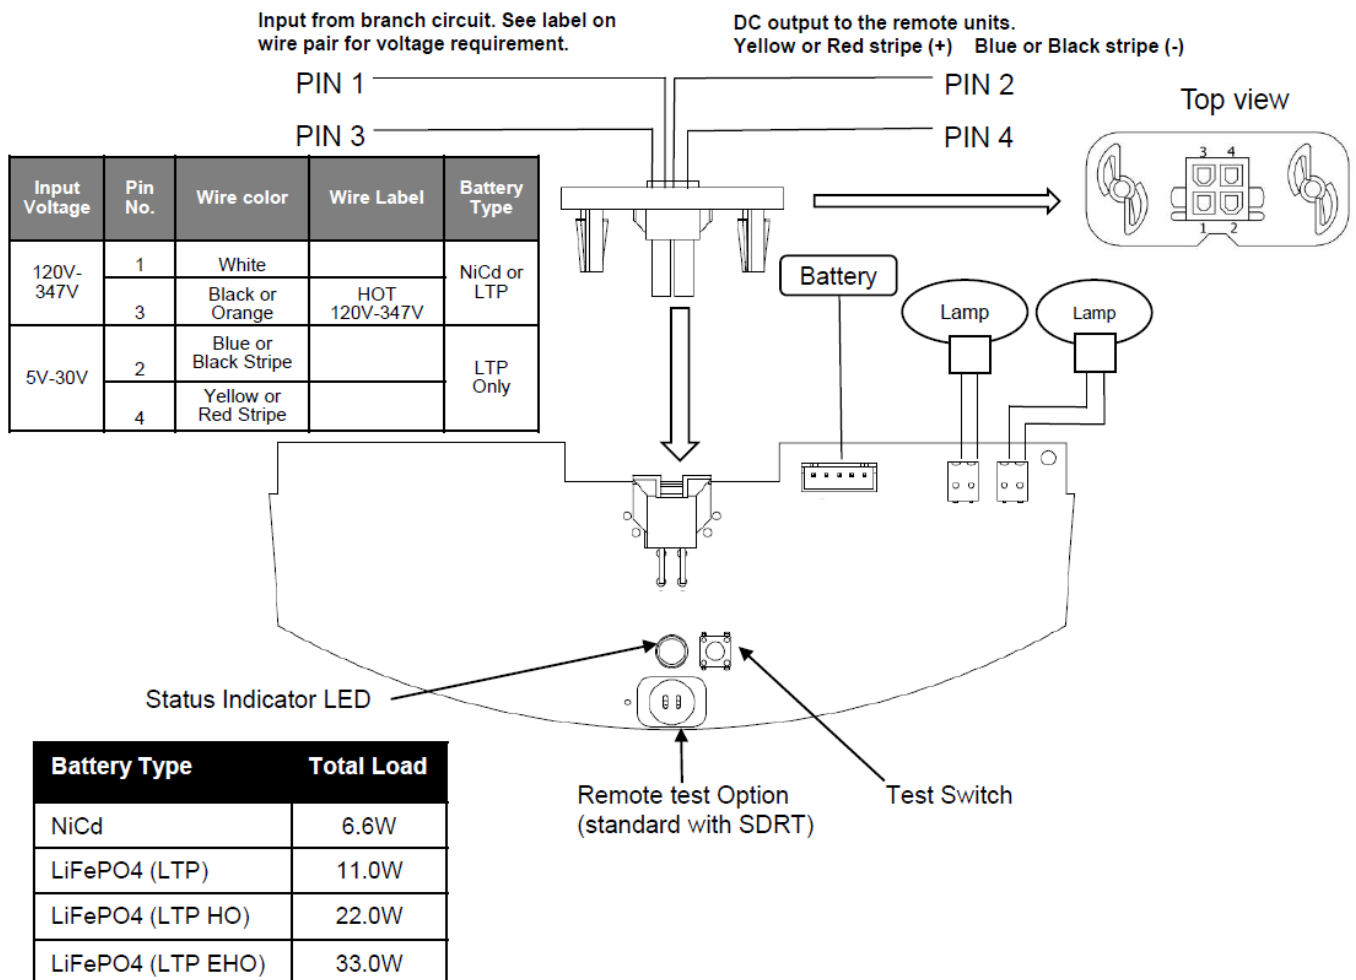 Input from branch circuit. See label on
wire pair for voltage requirement.
DC output to the remote units.
Yellow or Red stripe (+) Blue or Black stripe (-)
PIN 1
PIN 2
PIN 3
PIN 4
Top view
3 4
1 2
Input Voltage | Pin No. | Wire color | Wire Label | Battery Type
120V-347V | 1 | White | | NiCd or LTP
3 | Black or Orange | HOT 120V-347V
5V-30V | 2 | Blue or Black Stripe | | LTP Only
4 | Yellow or Red Stripe
Battery
Lamp
Lamp
Status Indicator LED
Remote test Option
(standard with SDRT)
Test Switch
Battery Type | Total Load
NiCd | 6.6W
LiFePO4 (LTP) | 11.0W
LiFePO4 (LTP HO) | 22.0W
LiFePO4 (LTP EHO) | 33.0W